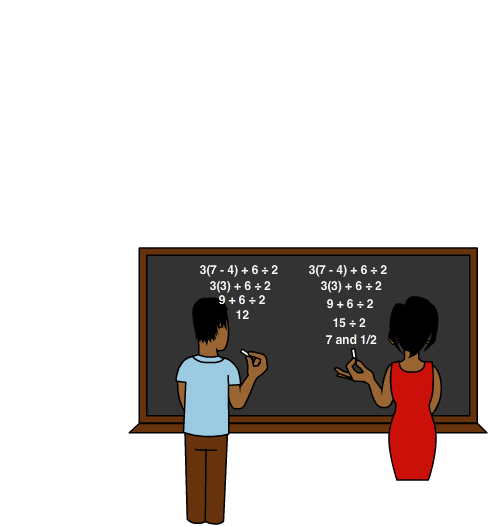 3(7 - 4) + 6 ÷ 2
3(3) + 6 ÷ 2
9 + 6 ÷ 2
12
3(7 - 4) + 6 ÷ 2
3(3) + 6 ÷ 2
9 + 6 ÷ 2
15 ÷ 2
7 and 1/2